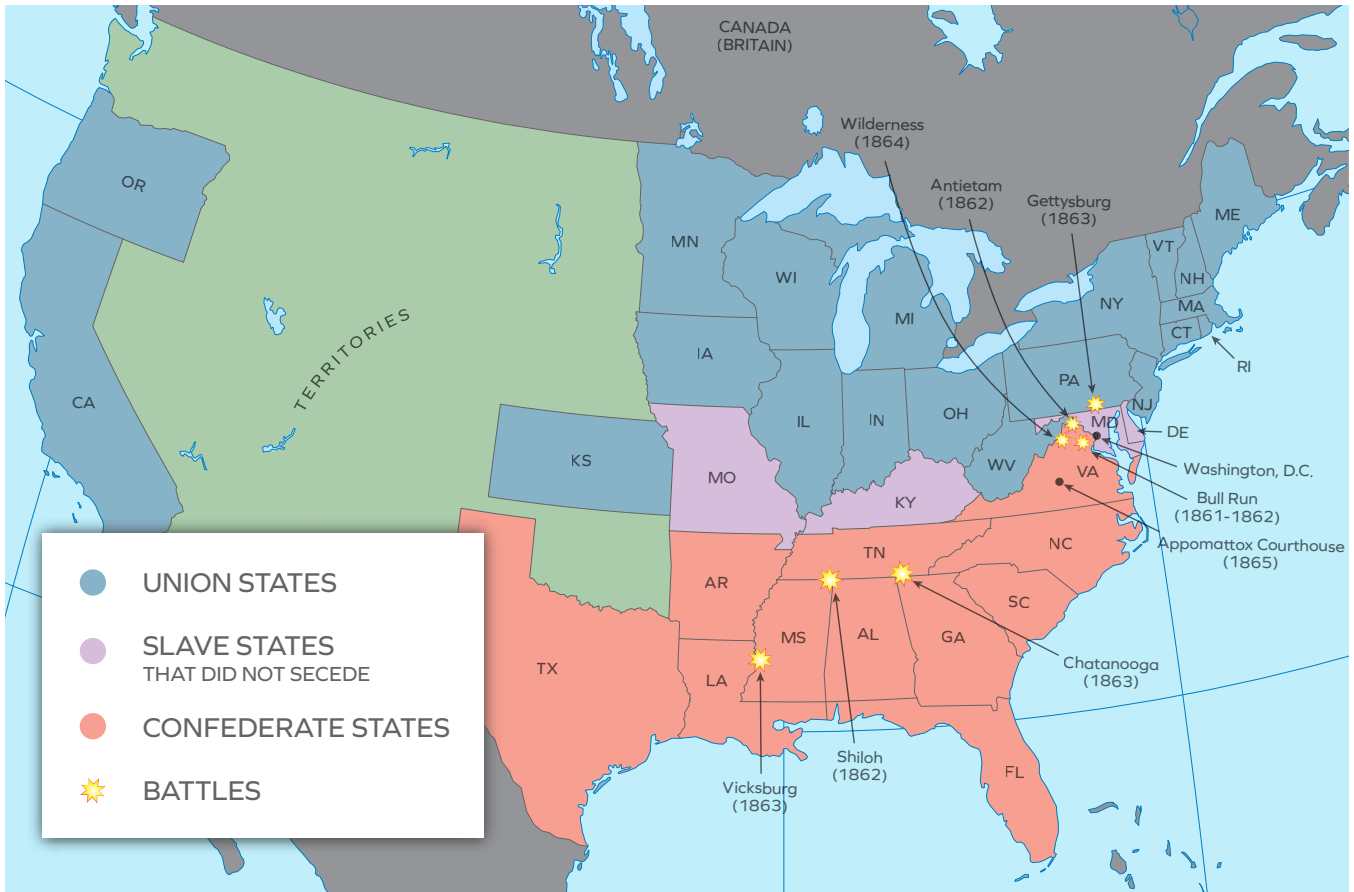 CANADA
(BRITAIN)
Wilderness
(1864)
Antietam
(1862)
Gettysburg
(1863)
OR
MN
WI
MI
ME
VT
NH
NY
MA
CT
RI
TERRITORIES
IA
PA
NJ
CA
IL
IN
OH
MD
DE
KS
MO
WV
VA
Washington, D.C.
KY
Bull Run
(1861-1862)
NC
Appomattox Courthouse
(1865)
TN
AR
SC
MS
AL
GA
TX
LA
Chatanooga
(1863)
Shiloh
(1862)
FL
Vicksburg
(1863)
UNION STATES
SLAVE STATES
THAT DID NOT SECEDE
CONFEDERATE STATES
BATTLES